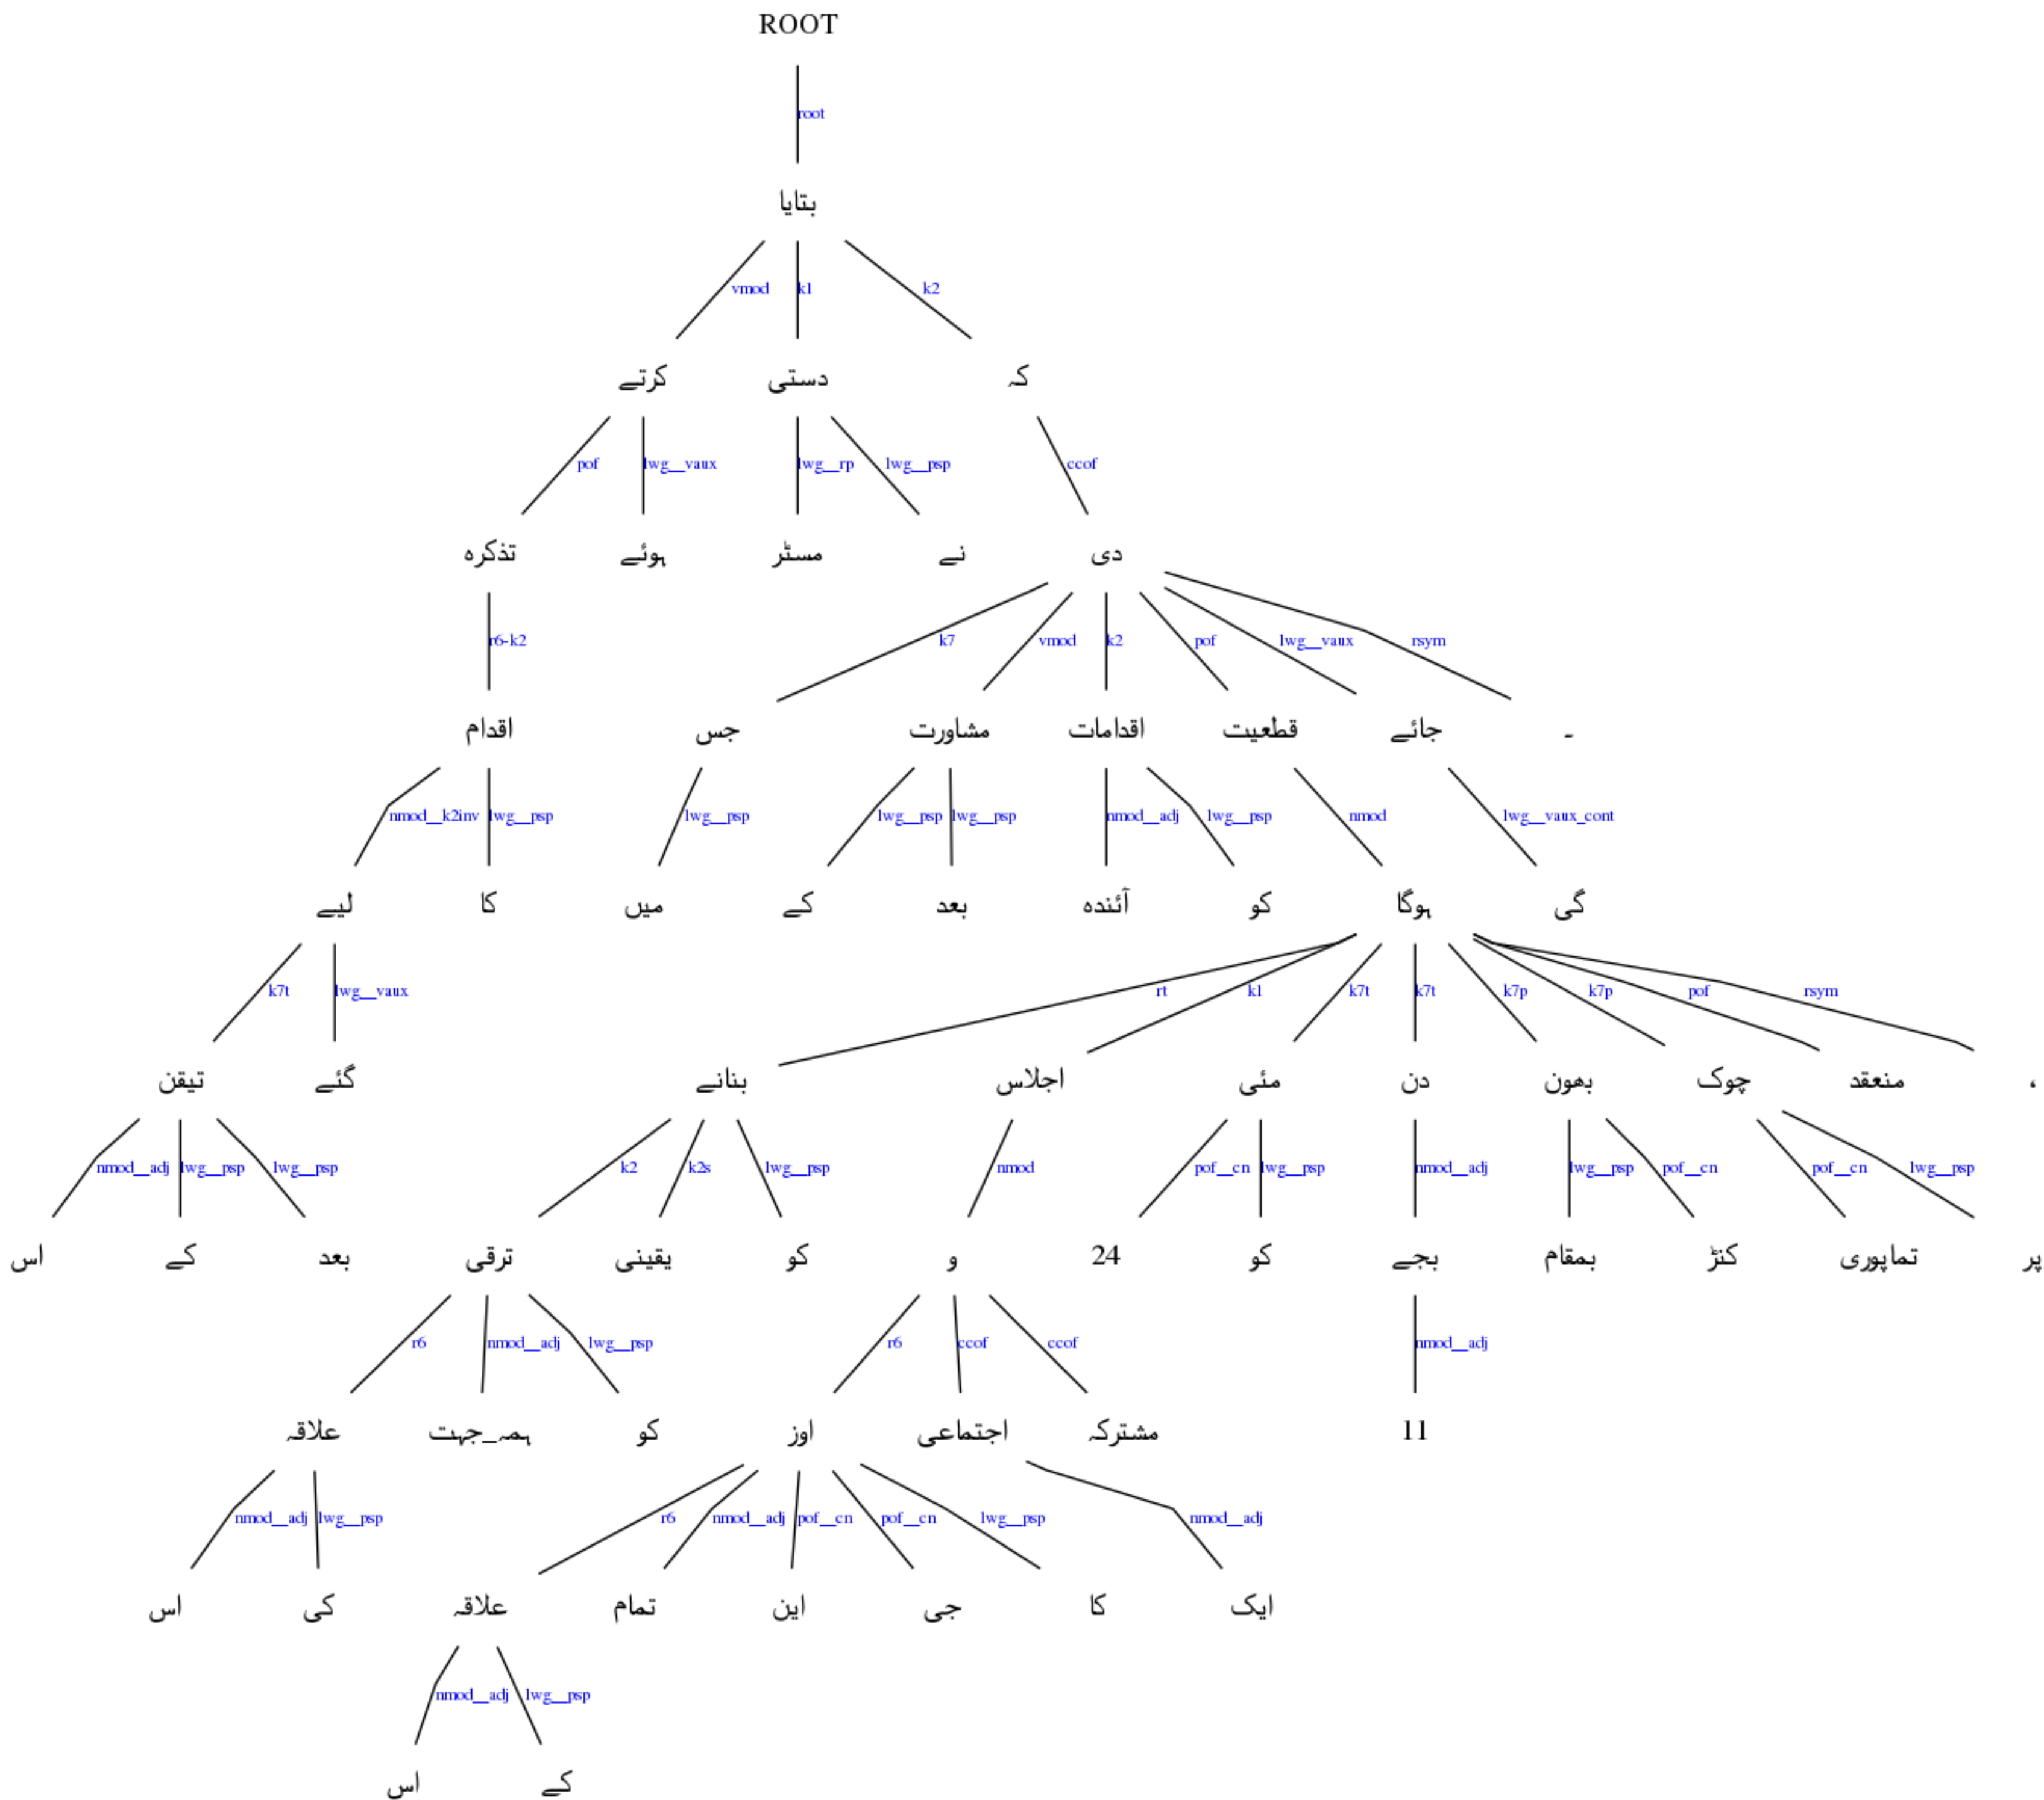 ROOT
root
بتایا
vmod k1 k2
کرتے دستی کہ
pof lwg__vaux lwg__rp lwg__psp ccof
تذکرہ ہوئے مسٹر نے دی
r6-k2 k7 vmod k2 pof lwg__vaux rsym
اقدام جس مشاورت اقدامات قطعیت جائے ۔
nmod__k2inv lwg__psp lwg__psp lwg__psp lwg__psp nmod__adj lwg__psp nmod lwg__vaux_cont
لیے کا میں کے بعد آئندہ کو ہوگا گی
k7t lwg__vaux rt k1 k7t k7t k7p k7p pof rsym
تیقن گئے بنانے اجلاس مئی دن بھون چوک منعقد ،
nmod__adj lwg__psp lwg__psp k2 k2s lwg__psp nmod pof__cn lwg__psp nmod__adj lwg__psp pof__cn pof__cn lwg__psp
اس کے بعد ترقی یقینی کو و 24 کو بجے بمقام کنڑ تماپوری پر
r6 nmod__adj lwg__psp r6 ccof ccof nmod__adj
علاقہ ہمہ_جہت کو اوز اجتماعی مشترکہ 11
nmod__adj lwg__psp r6 nmod__adj pof__cn pof__cn lwg__psp nmod__adj
اس کی علاقہ تمام این جی کا ایک
nmod__adj lwg__psp
اس کے